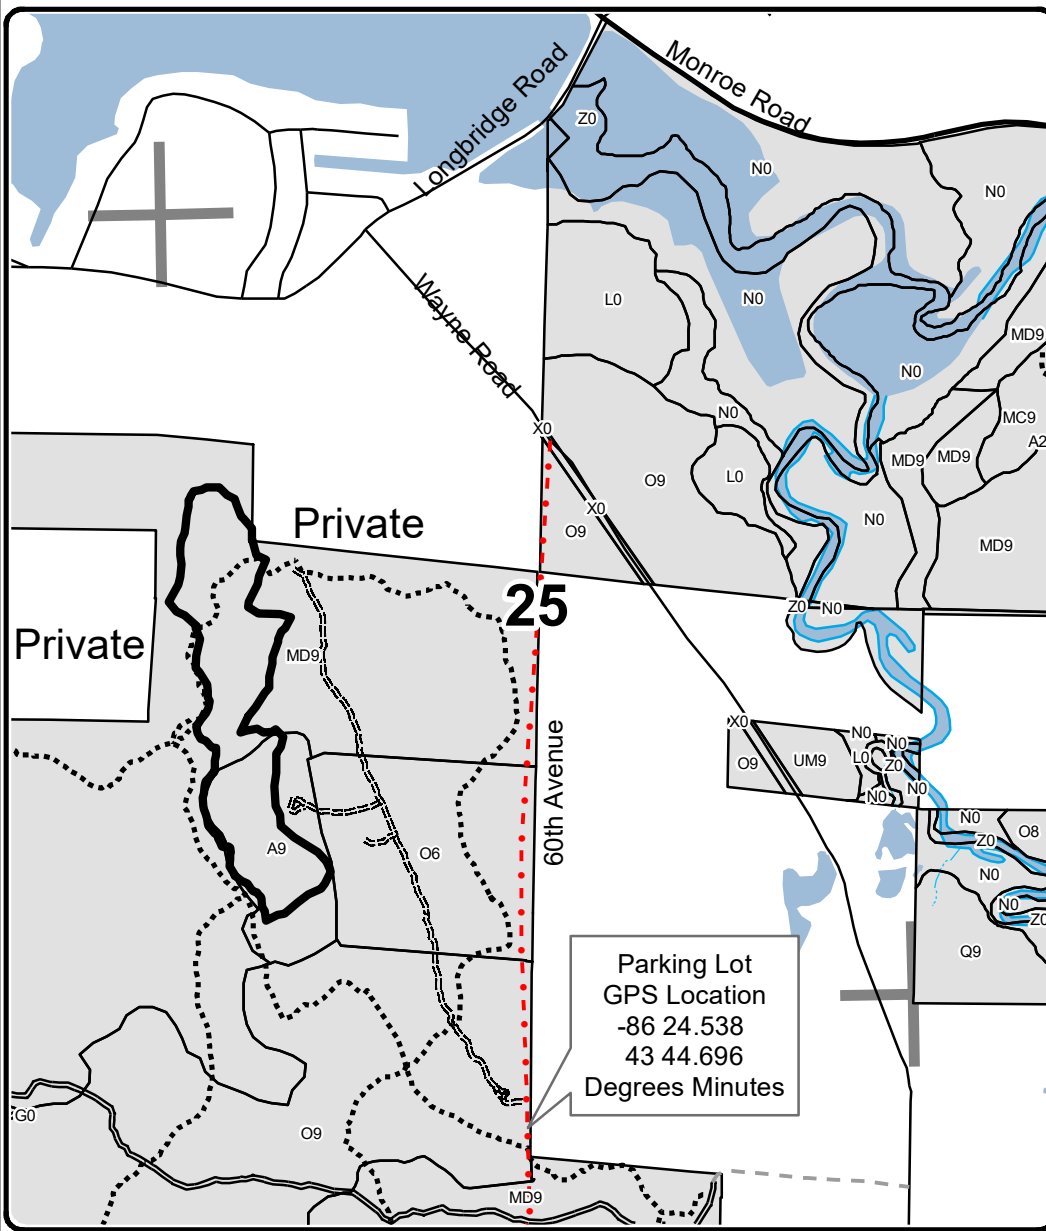 Monroe Road
Longbridge Road
Z0
N0
N0
Wayne Road
L0
N0
MD9
N0
MC9
N0
X0
A2
MD9
MD9
O9
L0
X0
N0
O9
Private
MD9
25
Z0
N0
Private
MD9
X0
N0
N0
O9
UM9
L0
Z0
N0
N0
60th Avenue
N0
O8
Z0
A9
O6
N0
N0
Z0
Q9
Parking Lot
GPS Location
-86 24.538
43 44.696
Degrees Minutes
G0
O9
MD9